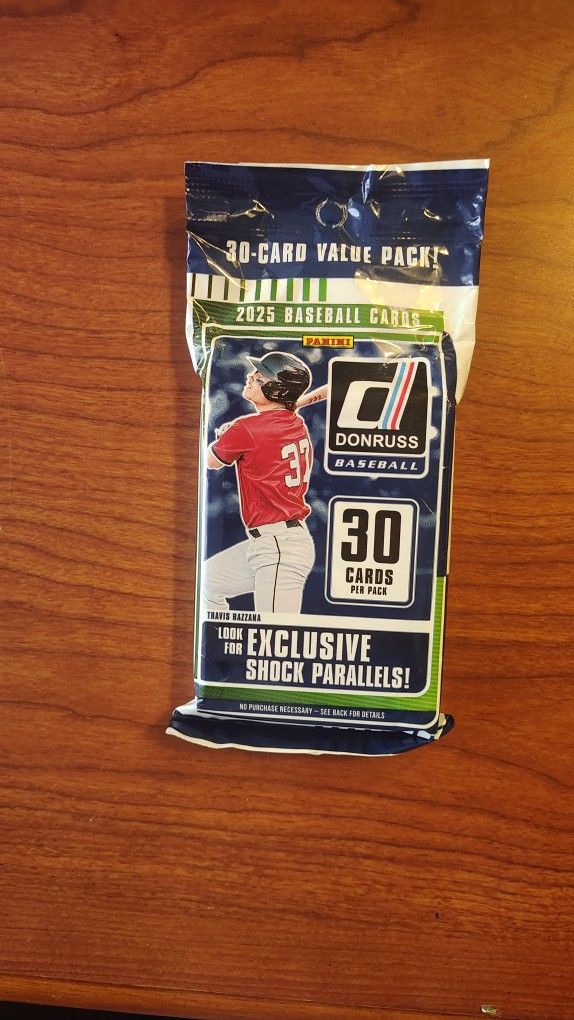 30-CARD VALUE PACK!
2025 BASEBALL CARDS
PANINI
d
DONRUSS
BASEBALL
37
30
CARDS
PER PACK
TRAVIS BAZZANA
LOOK FOR EXCLUSIVE
SHOCK PARALLELS!
NO PURCHASE NECESSARY – SEE BACK FOR DETAILS